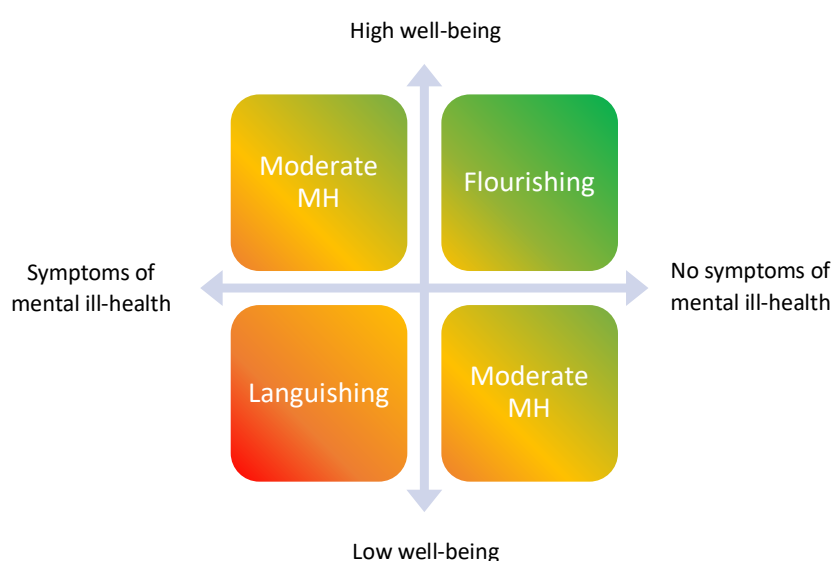 High well-being
Moderate
MH
Flourishing
Symptoms of
mental ill-health
No symptoms of
mental ill-health
Languishing
Moderate
MH
Low well-being